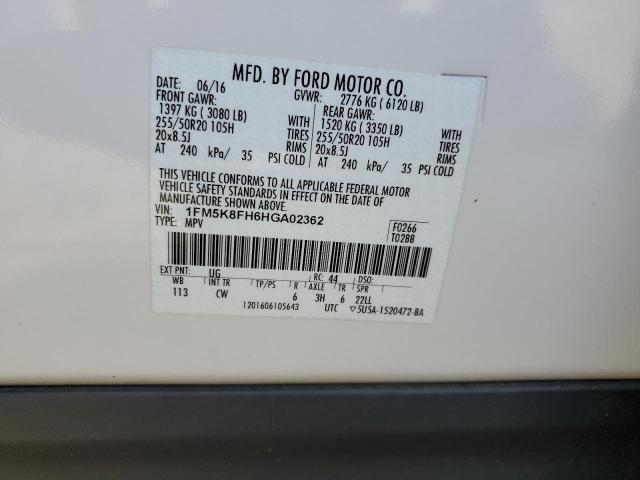 MFD. BY FORD MOTOR CO.
DATE: 06/16 GVWR: 2776 KG ( 6120 LB)
FRONT GAWR: REAR GAWR:
1397 KG ( 3080 LB) WITH 1520 KG ( 3350 LB) WITH
255/50R20 105H TIRES 255/50R20 105H TIRES
20x8.5J RIMS 20x8.5J RIMS
AT 240 kPa/ 35 PSI COLD AT 240 kPa/ 35 PSI COLD
THIS VEHICLE CONFORMS TO ALL APPLICABLE FEDERAL MOTOR
VEHICLE SAFETY STANDARDS IN EFFECT ON THE DATE OF
MANUFACTURE SHOWN ABOVE.
VIN: 1FM5K8FH6HGA02362
TYPE: MPV
F0266
T0288
EXT PNT: UG RC: 44 DSO:
WB INT TR TP/PS R AXLE TR SPR
113 CW 6 3H 6 22LL
1201606105643 UTC ▽5U5A-1520472-BA